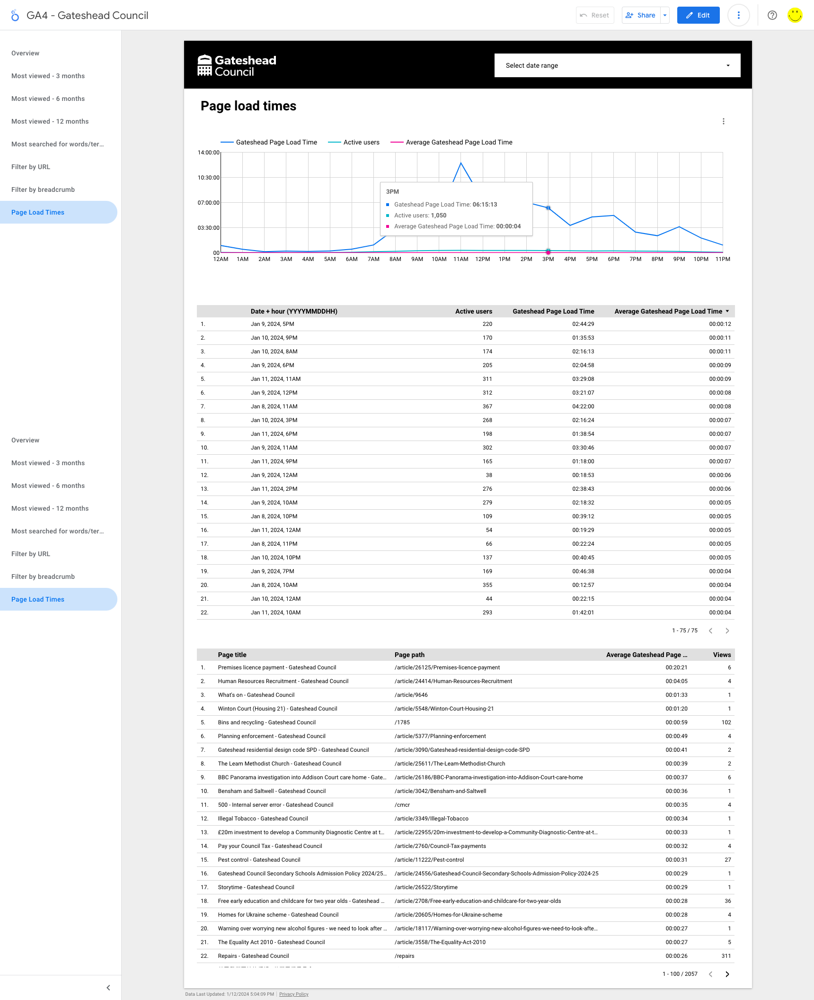 GA4 - Gateshead Council
Reset
Share
Edit
Overview
Most viewed - 3 months
Most viewed - 6 months
Most viewed - 12 months
Most searched for words/ter...
Filter by URL
Filter by breadcrumb
Page Load Times
Overview
Most viewed - 3 months
Most viewed - 6 months
Most viewed - 12 months
Most searched for words/ter...
Filter by URL
Filter by breadcrumb
Page Load Times
Gateshead
Council
Select date range
Page load times
Gateshead Page Load Time Active users Average Gateshead Page Load Time
14:00:00
10:30:00
07:00:00
03:30:00
00
3PM
Gateshead Page Load Time: 06:15:13
Active users: 1,050
Average Gateshead Page Load Time: 00:00:04
12AM 1AM 2AM 3AM 4AM 5AM 6AM 7AM 8AM 9AM 10AM 11AM 12PM 1PM 2PM 3PM 4PM 5PM 6PM 7PM 8PM 9PM 10PM 11PM
Date + hour (YYYYMMDDHH) Active users Gateshead Page Load Time Average Gateshead Page Load Time
1. Jan 9, 2024, 5PM 220 02:44:29 00:00:12
2. Jan 10, 2024, 9PM 170 01:35:53 00:00:11
3. Jan 10, 2024, 8AM 174 02:16:13 00:00:11
4. Jan 9, 2024, 6PM 205 02:04:58 00:00:09
5. Jan 11, 2024, 11AM 311 03:29:08 00:00:09
6. Jan 9, 2024, 12PM 312 03:21:07 00:00:08
7. Jan 8, 2024, 11AM 367 04:22:00 00:00:08
8. Jan 10, 2024, 3PM 268 02:16:24 00:00:07
9. Jan 11, 2024, 6PM 198 01:38:54 00:00:07
10. Jan 9, 2024, 11AM 302 03:30:46 00:00:07
11. Jan 11, 2024, 9PM 165 01:18:00 00:00:07
12. Jan 9, 2024, 12AM 38 00:18:53 00:00:06
13. Jan 11, 2024, 2PM 276 02:38:43 00:00:06
14. Jan 9, 2024, 10AM 279 02:18:32 00:00:05
15. Jan 8, 2024, 10PM 109 00:39:12 00:00:05
16. Jan 11, 2024, 12AM 54 00:19:29 00:00:05
17. Jan 8, 2024, 11PM 66 00:22:24 00:00:05
18. Jan 10, 2024, 10PM 137 00:40:45 00:00:05
19. Jan 9, 2024, 7PM 169 00:46:38 00:00:04
20. Jan 8, 2024, 10AM 355 00:12:57 00:00:04
21. Jan 10, 2024, 12AM 44 00:22:15 00:00:04
22. Jan 11, 2024, 10AM 293 01:42:01 00:00:04
1 - 75 / 75
Page title Page path Average Gateshead Page ... Views
1. Premises licence payment - Gateshead Council /article/26125/Premises-licence-payment 00:20:21 6
2. Human Resources Recruitment - Gateshead Council /article/24414/Human-Resources-Recruitment 00:04:05 4
3. What's on - Gateshead Council /article/9646 00:01:33 1
4. Winton Court (Housing 21) - Gateshead Council /article/5548/Winton-Court-Housing-21 00:01:20 1
5. Bins and recycling - Gateshead Council /1785 00:00:59 102
6. Planning enforcement - Gateshead Council /article/5377/Planning-enforcement 00:00:49 4
7. Gateshead residential design code SPD - Gateshead Council /article/3090/Gateshead-residential-design-code-SPD 00:00:41 2
8. The Leam Methodist Church - Gateshead Council /article/25611/The-Leam-Methodist-Church 00:00:39 2
9. BBC Panorama investigation into Addison Court care home - Gate... /article/26186/BBC-Panorama-investigation-into-Addison-Court-care-home 00:00:37 6
10. Bensham and Saltwell - Gateshead Council /article/3042/Bensham-and-Saltwell 00:00:36 1
11. 500 - Internal server error - Gateshead Council /cmcr 00:00:35 4
12. Illegal Tobacco - Gateshead Council /article/3349/Illegal-Tobacco 00:00:34 1
13. £20m investment to develop a Community Diagnostic Centre at t... /article/22955/20m-investment-to-develop-a-Community-Diagnostic-Centre-at-t... 00:00:33 1
14. Pay your Council Tax - Gateshead Council /article/2760/Council-Tax-payments 00:00:32 4
15. Pest control - Gateshead Council /article/11222/Pest-control 00:00:31 27
16. Gateshead Council Secondary Schools Admission Policy 2024/25... /article/24556/Gateshead-Council-Secondary-Schools-Admission-Policy-2024-25 00:00:29 1
17. Storytime - Gateshead Council /article/26522/Storytime 00:00:29 1
18. Free early education and childcare for two year olds - Gateshead ... /article/2708/Free-early-education-and-childcare-for-two-year-olds 00:00:28 36
19. Homes for Ukraine scheme - Gateshead Council /article/20605/Homes-for-Ukraine-scheme 00:00:28 4
20. Warning over worrying new alcohol figures - we need to look after ... /article/18117/Warning-over-worrying-new-alcohol-figures-we-need-to-look-afte... 00:00:27 1
21. The Equality Act 2010 - Gateshead Council /article/3558/The-Equality-Act-2010 00:00:27 5
22. Repairs - Gateshead Council /repairs 00:00:26 311
1 - 100 / 2057
Data Last Updated: 1/12/2024 5:04:09 PM Privacy Policy